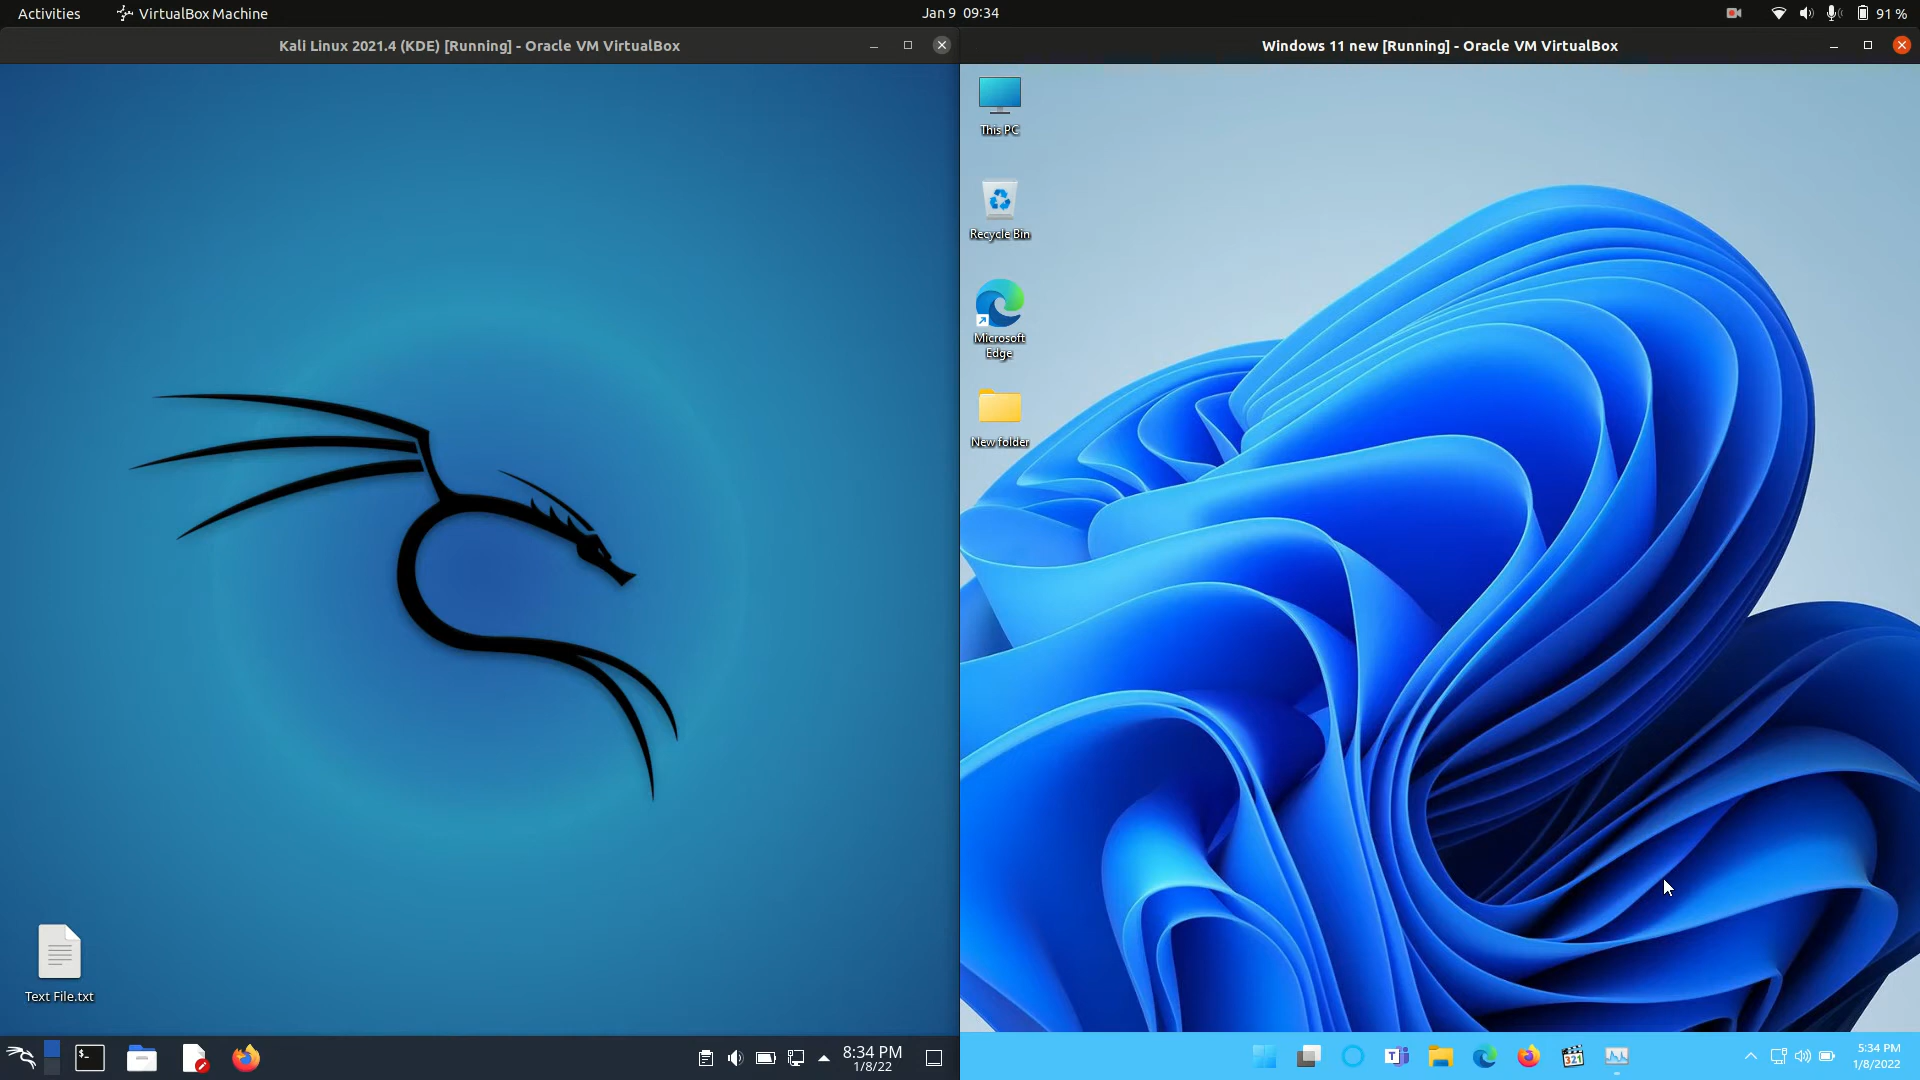 Activities
VirtualBox Machine
Jan 9 09:34
91 %
Kali Linux 2021.4 (KDE) [Running] - Oracle VM VirtualBox
Windows 11 new [Running] - Oracle VM VirtualBox
This PC
Recycle Bin
Microsoft
Edge
New folder
Text File.txt
$_
8:34 PM
1/8/22
T
321
5:34 PM
1/8/2022